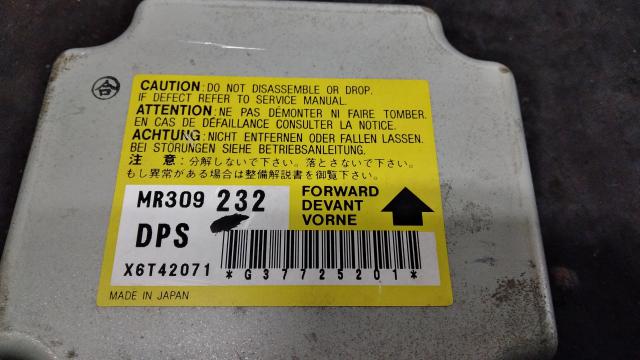 合
CAUTION: DO NOT DISASSEMBLE OR DROP.
IF DEFECT REFER TO SERVICE MANUAL.
ATTENTION: NE PAS DÉMONTER NI FAIRE TOMBER.
EN CAS DE DÉFAILLANCE CONSULTER LA NOTICE.
ACHTUNG: NICHT ENTFERNEN ODER FALLEN LASSEN.
BEI STÖRUNGEN SIEHE BETRIEBSANLEITUNG.
注 意: 分解しないで下さい。落とさないで下さい。
もし異常がある場合は整備解説書を御覧下さい。
MR309 232
FORWARD
DEVANT
VORNE
DPS
X6T42071
*G37725201*
MADE IN JAPAN